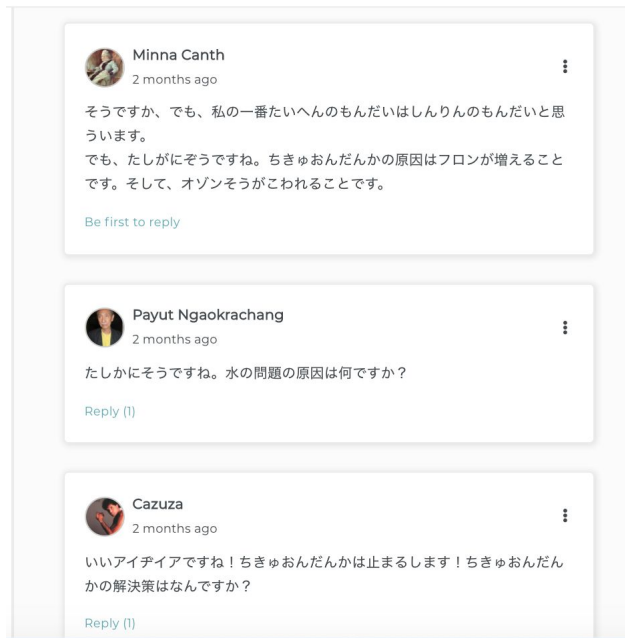 Minna Canth
2 months ago
そうですか、でも、私の一番たいへんのもんだいはしんりんのもんだいと思
ういます。
でも、たしがにぞうですね。ちきゅおんだんかの原因はフロンが増えること
です。そして、オゾンそうがこわれることです。
Be first to reply
Payut Ngaokrachang
2 months ago
たしかにそうですね。水の問題の原因は何ですか？
Reply (1)
Cazuza
2 months ago
いいアイヂイアですね！ちきゅおんだんかは止まるします！ちきゅおんだん
かの解決策はなんですか？
Reply (1)